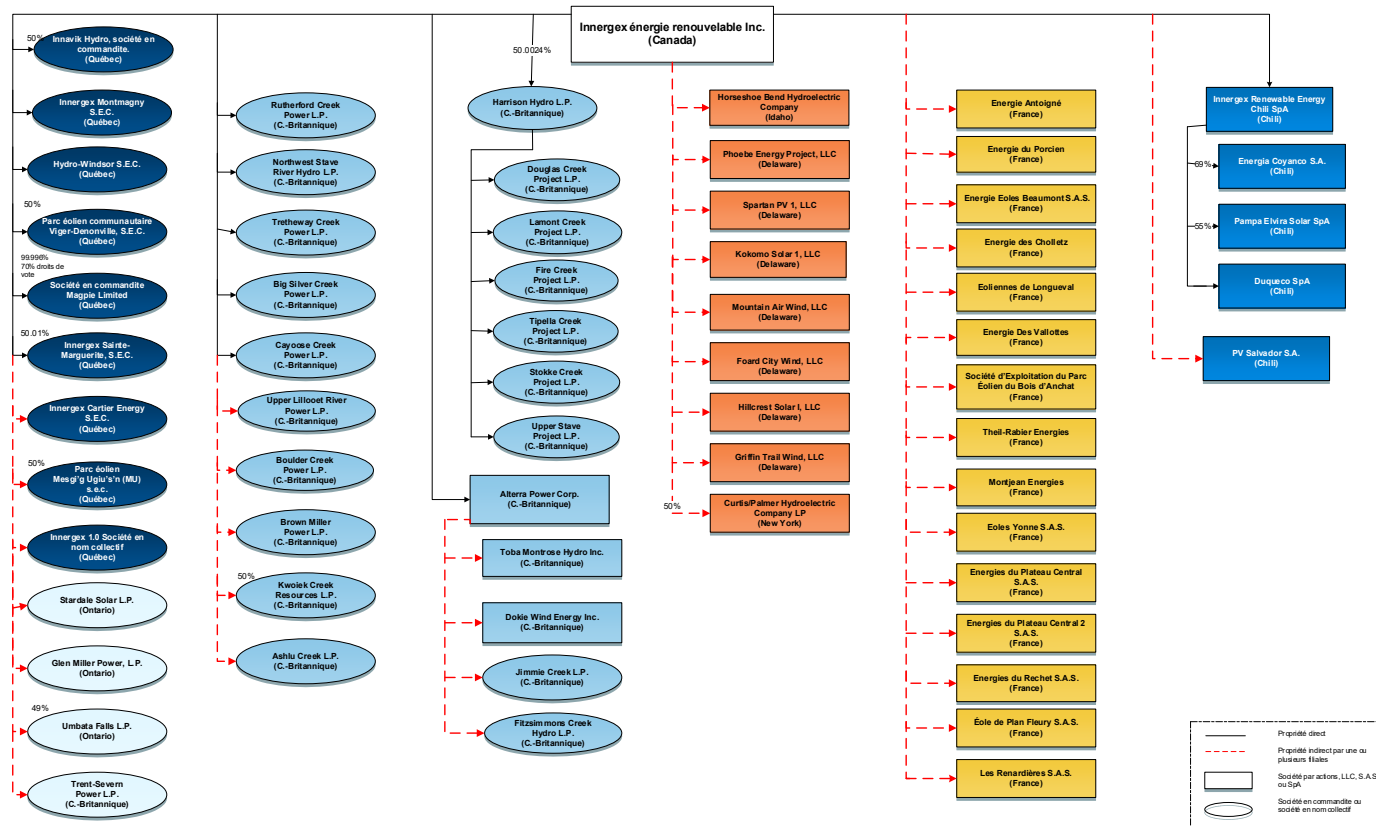 Innergex énergie renouvelable Inc.
(Canada)
50%
Innavik Hydro, société en
commandite.
(Québec)
Innergex Montmagny
S.E.C.
(Québec)
Hydro-Windsor S.E.C.
(Québec)
50%
Parc éolien communautaire
Viger-Denonville, S.E.C.
(Québec)
99.996%
70% droits de
vote
Société en commandite
Magpie Limited
(Québec)
50.01%
Innergex Sainte-
Marguerite, S.E.C.
(Québec)
Innergex Cartier Energy
S.E.C.
(Québec)
50%
Parc éolien
Mesgi'g Ugju's'n (MU)
s.e.c.
(Québec)
Innergex 1.0 Société en
nom collectif
(Québec)
Stardale Solar L.P.
(Ontario)
Glen Miller Power, L.P.
(Ontario)
49%
Umbata Falls L.P.
(Ontario)
Trent-Severn
Power L.P.
(C.-Britannique)
Rutherford Creek
Power L.P.
(C.-Britannique)
Northwest Stave
River Hydro L.P.
(C.-Britannique)
Tretheway Creek
Power L.P.
(C.-Britannique)
Big Silver Creek
Power L.P.
(C.-Britannique)
Cayoose Creek
Power L.P.
(C.-Britannique)
Upper Lillooet River
Power L.P.
(C.-Britannique)
Boulder Creek
Power L.P.
(C.-Britannique)
Brown Miller
Power L.P.
(C.-Britannique)
50%
Kwoiek Creek
Resources L.P.
(C.-Britannique)
Ashlu Creek L.P.
(C.-Britannique)
50.0024%
Harrison Hydro L.P.
(C.-Britannique)
Douglas Creek
Project L.P.
(C.-Britannique)
Lamont Creek
Project L.P.
(C.-Britannique)
Fire Creek
Project L.P.
(C.-Britannique)
Tipella Creek
Project L.P.
(C.-Britannique)
Stokke Creek
Project L.P.
(C.-Britannique)
Upper Stave
Project L.P.
(C.-Britannique)
Alterra Power Corp.
(C.-Britannique)
Toba Montrose Hydro Inc.
(C.-Britannique)
Dokie Wind Energy Inc.
(C.-Britannique)
Jimmie Creek L.P.
(C.-Britannique)
Fitzsimmons Creek
Hydro L.P.
(C.-Britannique)
Horseshoe Bend Hydroelectric
Company
(Idaho)
Phoebe Energy Project, LLC
(Delaware)
Spartan PV 1, LLC
(Delaware)
Kokomo Solar 1, LLC
(Delaware)
Mountain Air Wind, LLC
(Delaware)
Foard City Wind, LLC
(Delaware)
Hillcrest Solar I, LLC
(Delaware)
Griffin Trail Wind, LLC
(Delaware)
50%
Curtis/Palmer Hydroelectric
Company LP
(New York)
Energie Antoigné
(France)
Energie du Porcien
(France)
Energie Eoles Beaumont S.A.S.
(France)
Energie des Cholletz
(France)
Eoliennes de Longueval
(France)
Energie Des Vallottes
(France)
Société d'Exploitation du Parc
Éolien du Bois d'Anchat
(France)
Theil-Rabier Energies
(France)
Montjean Energies
(France)
Eoles Yonne S.A.S.
(France)
Energies du Plateau Central
S.A.S.
(France)
Energies du Plateau Central 2
S.A.S.
(France)
Energies du Rechet S.A.S.
(France)
Éole de Plan Fleury S.A.S.
(France)
Les Renardières S.A.S.
(France)
Innergex Renewable Energy
Chili SpA
(Chili)
69%
Energía Coyanco S.A.
(Chili)
55%
Pampa Elvira Solar SpA
(Chili)
Duqueco SpA
(Chili)
PV Salvador S.A.
(Chili)
Propriété direct
Propriété indirect par une ou
plusieurs filiales
Société par actions, LLC, S.A.S
ou SpA
Société en commandite ou
société en nom collectif